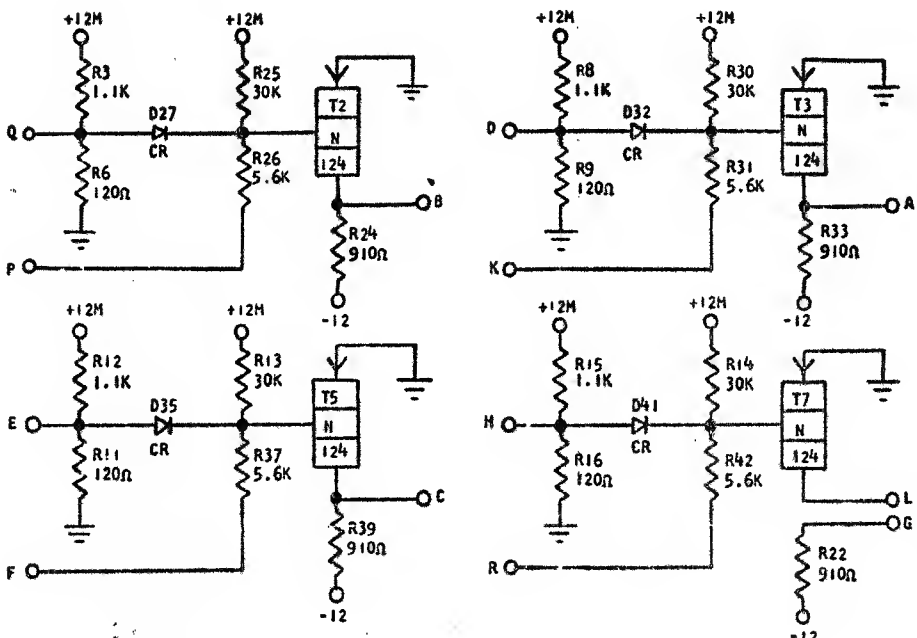 +12M
R3
1.1K
Q
R6
120Ω
P
D27
CR
+12M
R25
30K
R26
5.6K
T2
N
124
B
R24
910Ω
-12
+12M
R8
1.1K
D
R9
120Ω
K
D32
CR
+12M
R30
30K
R31
5.6K
T3
N
124
A
R33
910Ω
-12
+12M
R12
1.1K
E
R11
120Ω
F
D35
CR
+12M
R13
30K
R37
5.6K
T5
N
124
C
R39
910Ω
-12
+12M
R15
1.1K
H
R16
120Ω
R
D41
CR
+12M
R14
30K
R42
5.6K
T7
N
124
L
G
R22
910Ω
-12